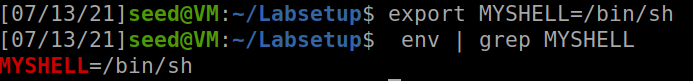 [07/13/21]seed@VM:~/Labsetup$ export MYSHELL=/bin/sh
[07/13/21]seed@VM:~/Labsetup$  env | grep MYSHELL
MYSHELL=/bin/sh